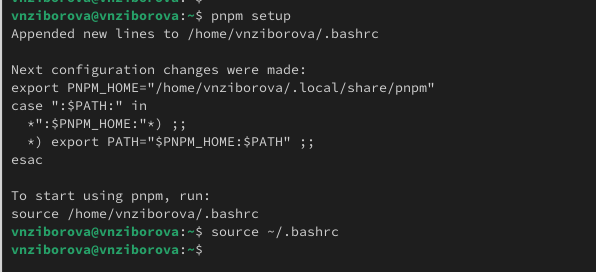 vnziborova@vnziborova:~$ pnpm setup
Appended new lines to /home/vnziborova/.bashrc

Next configuration changes were made:
export PNPM_HOME="/home/vnziborova/.local/share/pnpm"
case ":$PATH:" in
  *":$PNPM_HOME:"*) ;;
  *) export PATH="$PNPM_HOME:$PATH" ;;
esac

To start using pnpm, run:
source /home/vnziborova/.bashrc
vnziborova@vnziborova:~$ source ~/.bashrc
vnziborova@vnziborova:~$